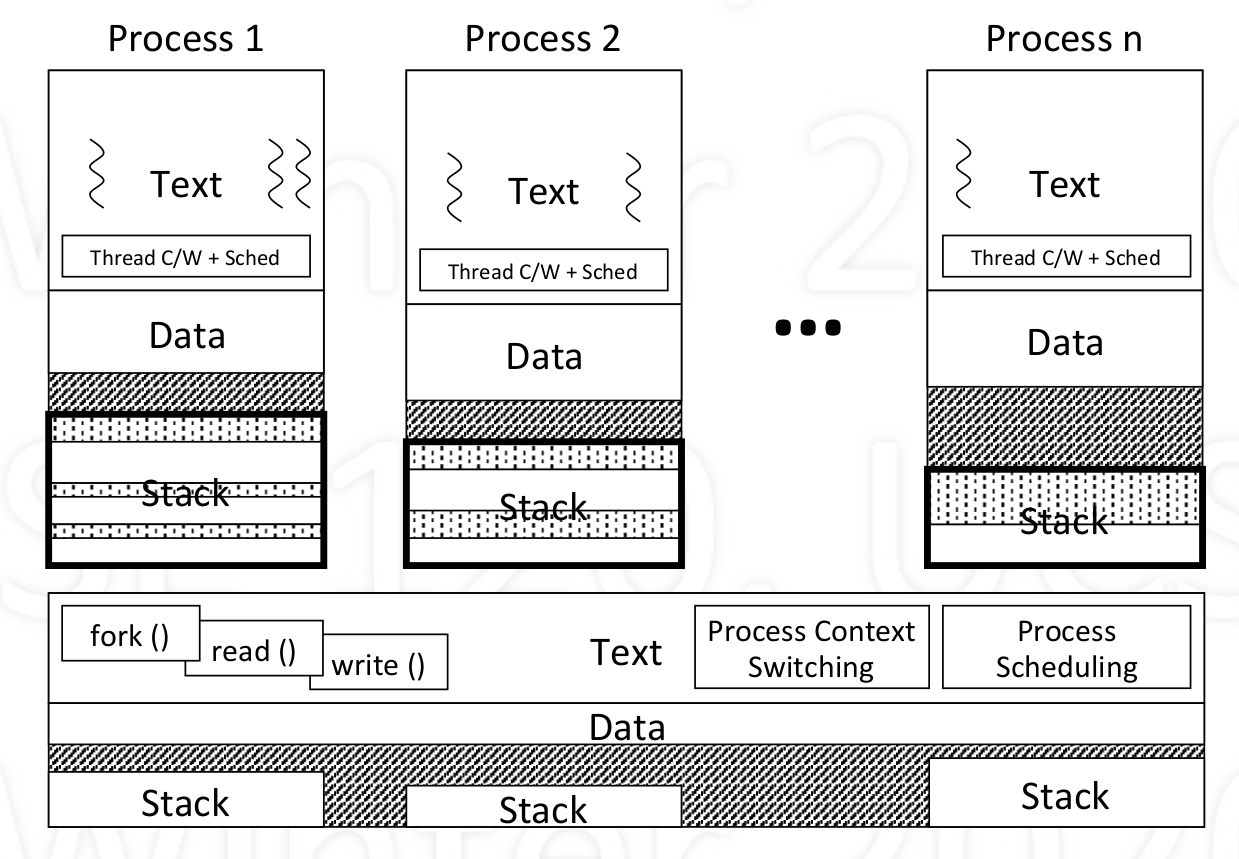 Process 1
Process 2
Process n
Text
Text
Text
Thread C/W + Sched
Thread C/W + Sched
Thread C/W + Sched
Data
Data
Data
...
Stack
Stack
Stack
fork ()
read ()
write ()
Text
Process Context
Switching
Process
Scheduling
Data
Stack
Stack
Stack